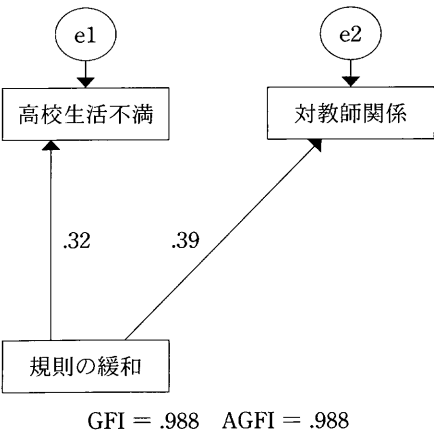 e1
e2
高校生活不満
対教師関係
.32
.39
規則の緩和
GFI = .988 AGFI = .988